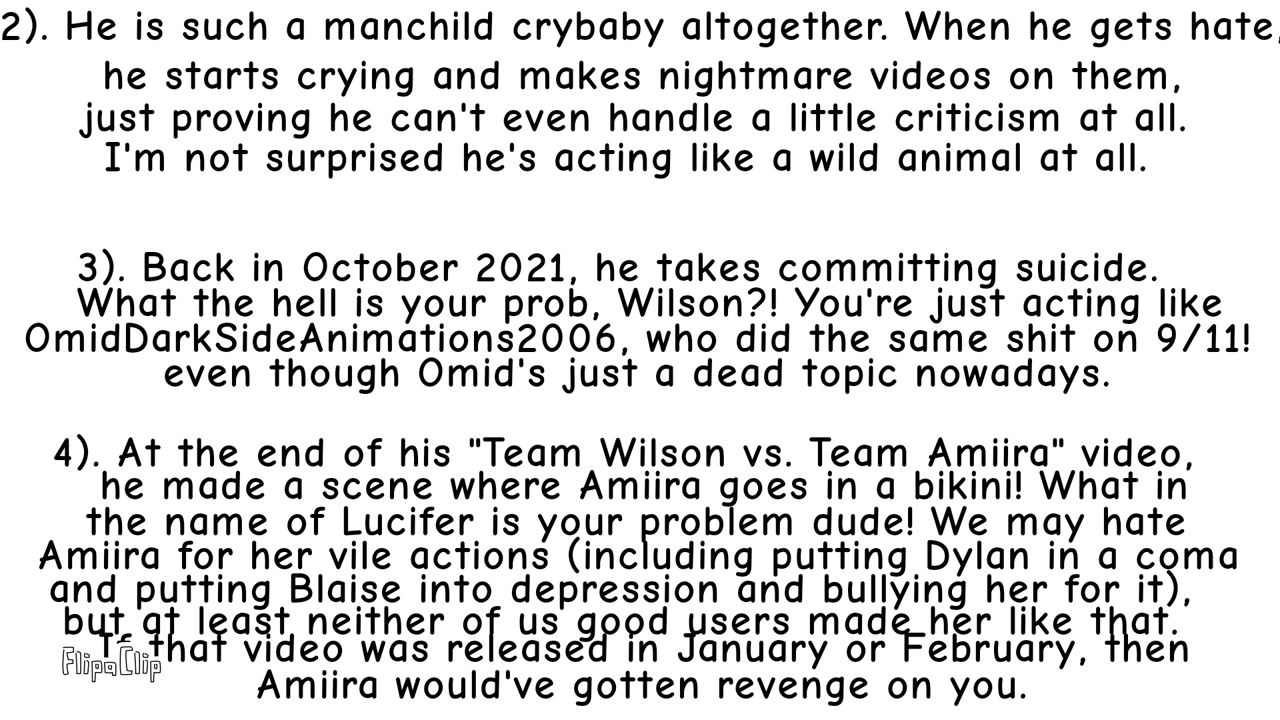 2). He is such a manchild crybaby altogether. When he gets hate,
he starts crying and makes nightmare videos on them,
just proving he can't even handle a little criticism at all.
I'm not surprised he's acting like a wild animal at all.
3). Back in October 2021, he takes committing suicide.
What the hell is your prob, Wilson?! You're just acting like
OmidDarkSideAnimations2006, who did the same shit on 9/11!
even though Omid's just a dead topic nowadays.
4). At the end of his "Team Wilson vs. Team Amiira" video,
he made a scene where Amiira goes in a bikini! What in
the name of Lucifer is your problem dude! We may hate
Amiira for her vile actions (including putting Dylan in a coma
and putting Blaise into depression and bullying her for it),
but at least neither of us good users made her like that.
If that video was released in January or February, then
Amiira would've gotten revenge on you.
FlipaClip